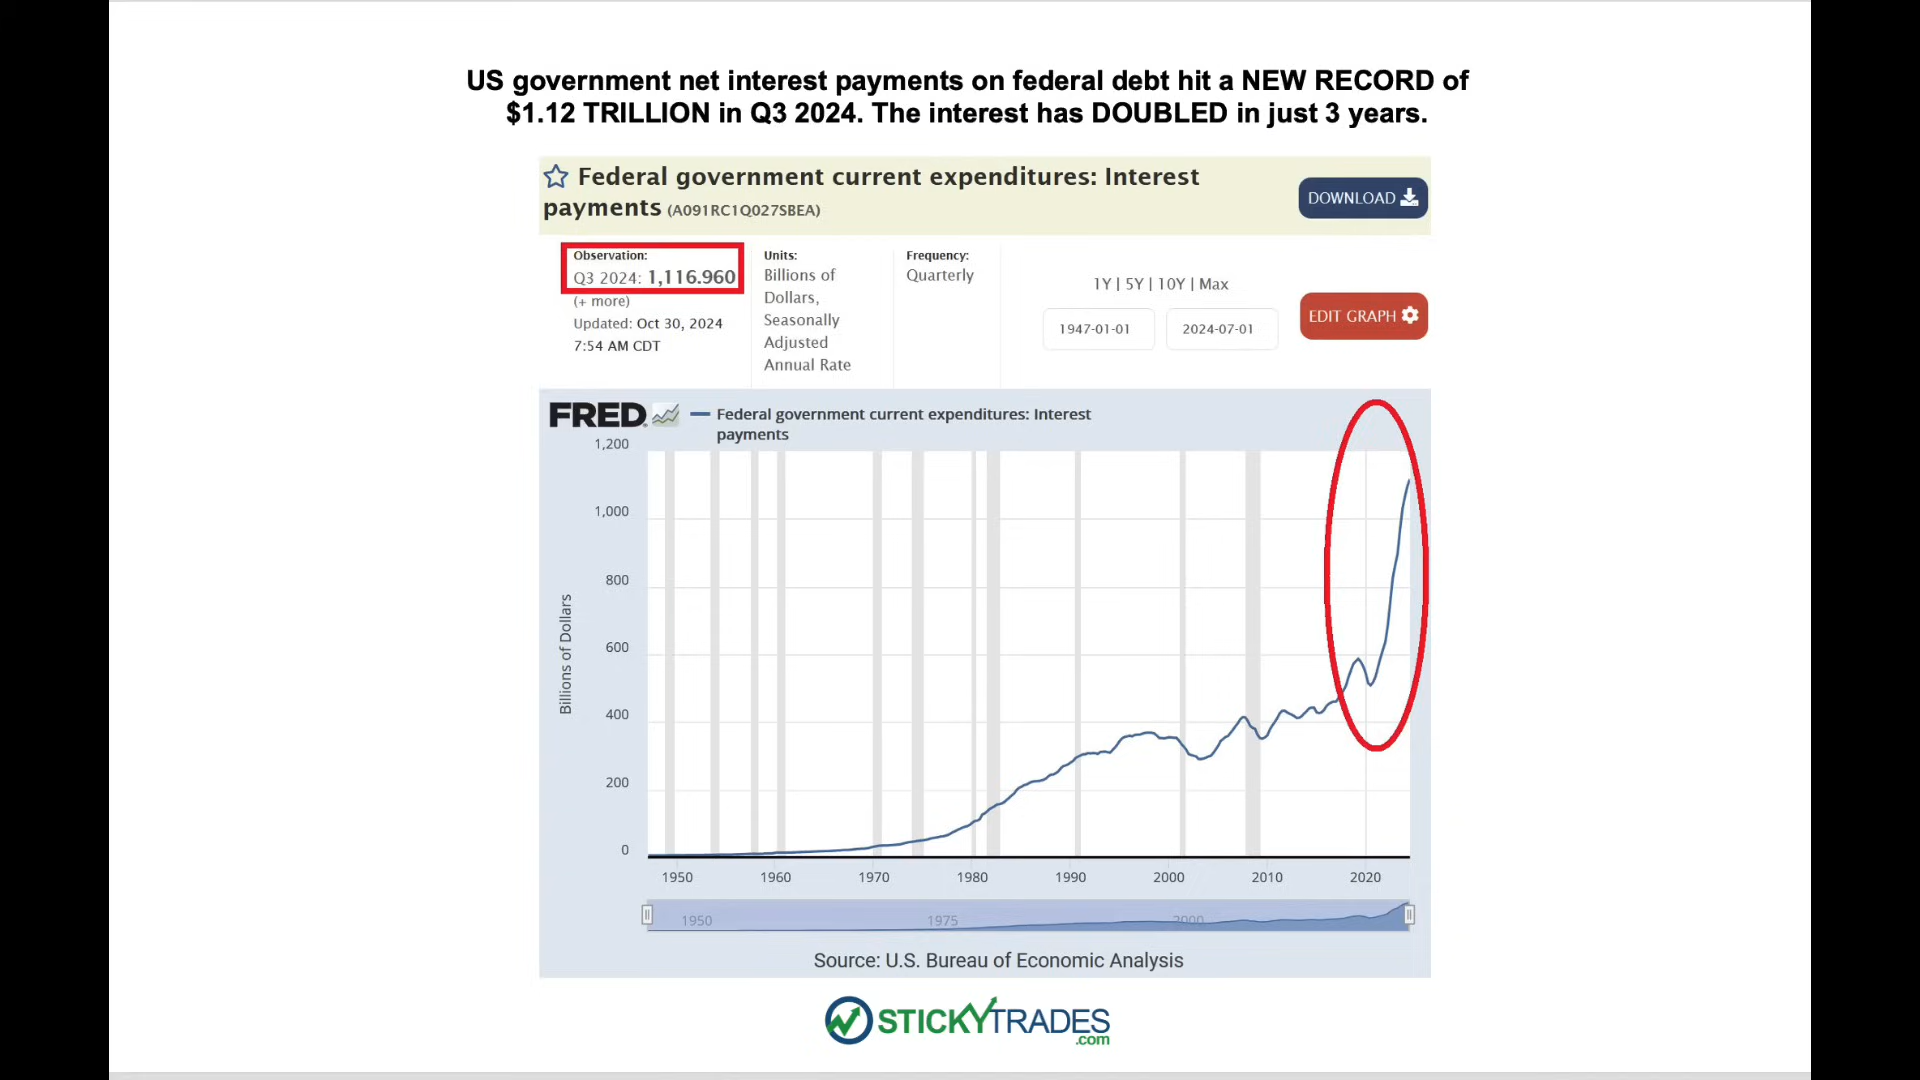 US government net interest payments on federal debt hit a NEW RECORD of
$1.12 TRILLION in Q3 2024. The interest has DOUBLED in just 3 years.
Federal government current expenditures: Interest
payments (A091RC1Q027SBEA)
DOWNLOAD
Observation:
Q3 2024: 1,116.960
(+ more)
Updated: Oct 30, 2024
7:54 AM CDT
Units:
Billions of
Dollars,
Seasonally
Adjusted
Annual Rate
Frequency:
Quarterly
1Y | 5Y | 10Y | Max
1947-01-01
2024-07-01
EDIT GRAPH
FRED
Federal government current expenditures: Interest
payments
1,200
1,000
800
600
400
200
0
Billions of Dollars
1950 1960 1970 1980 1990 2000 2010 2020
1950 1975 2000
Source: U.S. Bureau of Economic Analysis
STICKYTRADES
.com